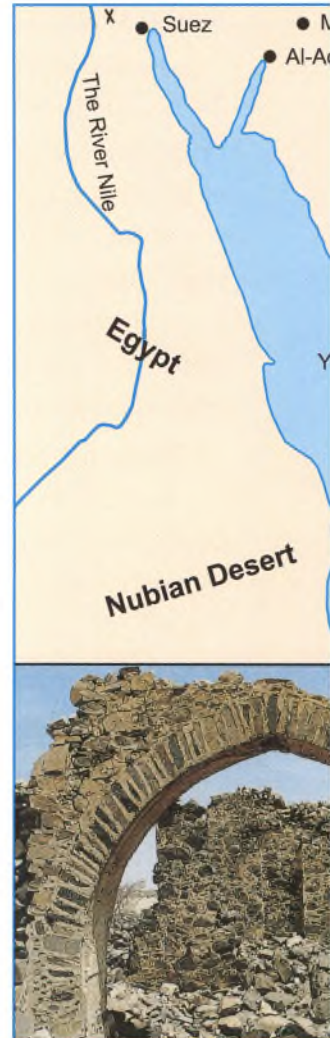 Suez
M
Al-Ac
The River Nile
Egypt
Y
Nubian Desert